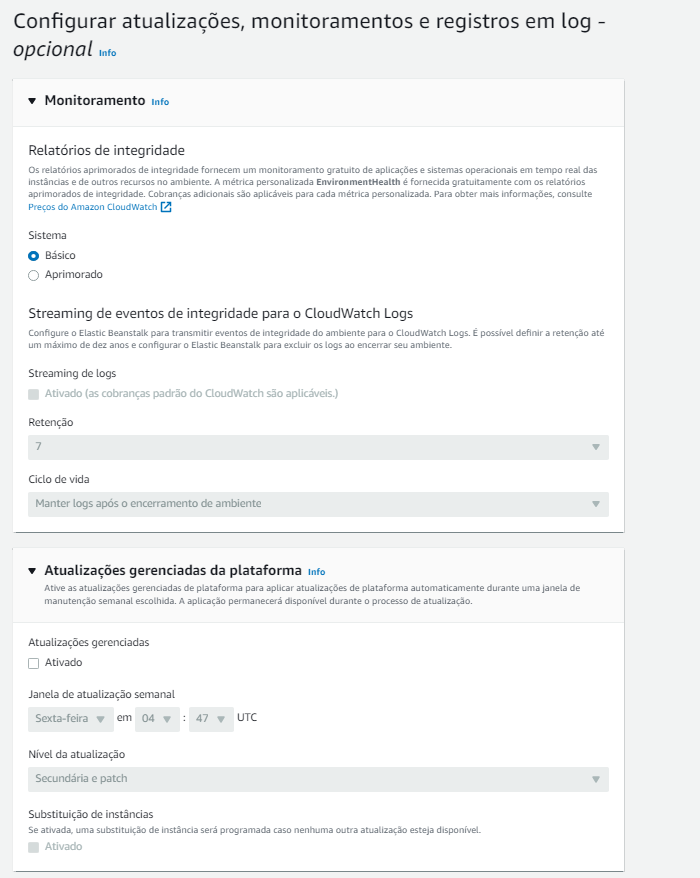 Configurar atualizações, monitoramentos e registros em log -
opcional Info
Monitoramento Info
Relatórios de integridade
Os relatórios aprimorados de integridade fornecem um monitoramento gratuito de aplicações e sistemas operacionais em tempo real das
instâncias e de outros recursos no ambiente. A métrica personalizada EnvironmentHealth é fornecida gratuitamente com os relatórios
aprimorados de integridade. Cobranças adicionais são aplicáveis para cada métrica personalizada. Para obter mais informações, consulte
Preços do Amazon CloudWatch
Sistema
Básico
Aprimorado
Streaming de eventos de integridade para o CloudWatch Logs
Configure o Elastic Beanstalk para transmitir eventos de integridade do ambiente para o CloudWatch Logs. É possível definir a retenção até
um máximo de dez anos e configurar o Elastic Beanstalk para excluir os logs ao encerrar seu ambiente.
Streaming de logs
Ativado (as cobranças padrão do CloudWatch são aplicáveis.)
Retenção
7
Ciclo de vida
Manter logs após o encerramento de ambiente
Atualizações gerenciadas da plataforma Info
Ative as atualizações gerenciadas de plataforma para aplicar atualizações de plataforma automaticamente durante uma janela de
manutenção semanal escolhida. A aplicação permanecerá disponível durante o processo de atualização.
Atualizações gerenciadas
Ativado
Janela de atualização semanal
Sexta-feira em 04 : 47 UTC
Nível da atualização
Secundária e patch
Substituição de instâncias
Se ativada, uma substituição de instância será programada caso nenhuma outra atualização esteja disponível.
Ativado